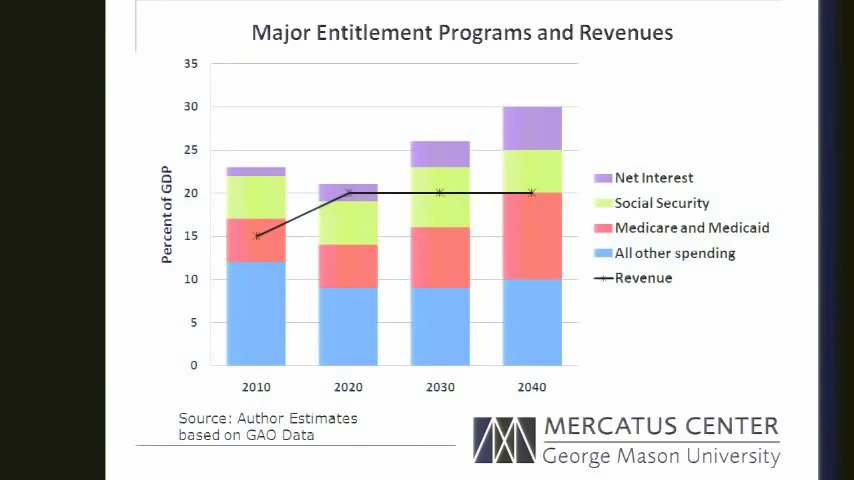 Major Entitlement Programs and Revenues
35
30
25
20
15
10
5
0
Percent of GDP
2010
2020
2030
2040
Net Interest
Social Security
Medicare and Medicaid
All other spending
Revenue
Source: Author Estimates
based on GAO Data
MERCATUS CENTER
George Mason University